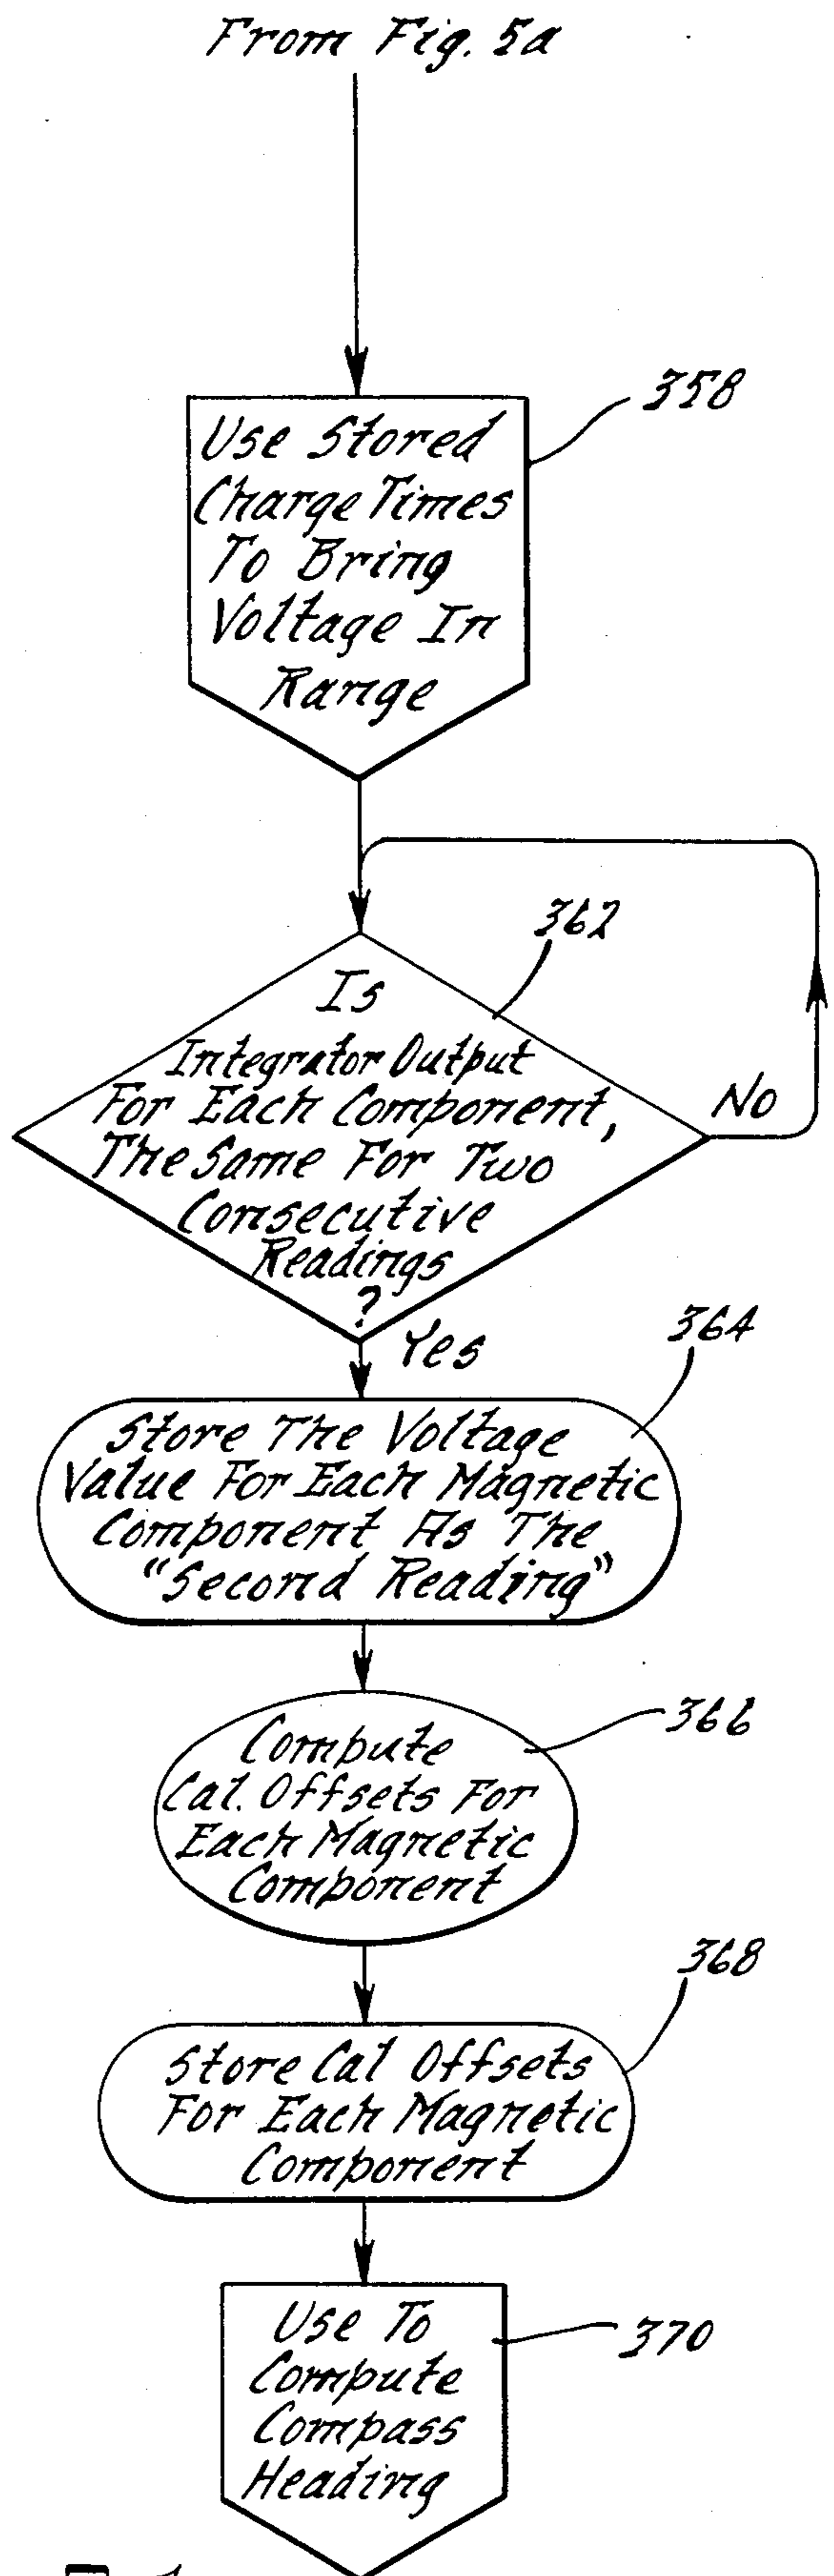 From Fig. 5a
358
Use Stored
Charge Times
To Bring
Voltage In
Range
362
Is
Integrator Output
For Each Component,
The Same For Two
Consecutive
Readings
?
No
Yes
364
Store The Voltage
Value For Each Magnetic
Component As The
"Second Reading"
366
Compute
Cal. Offsets For
Each Magnetic
Component
368
Store Cal Offsets
For Each Magnetic
Component
370
Use To
Compute
Compass
Heading